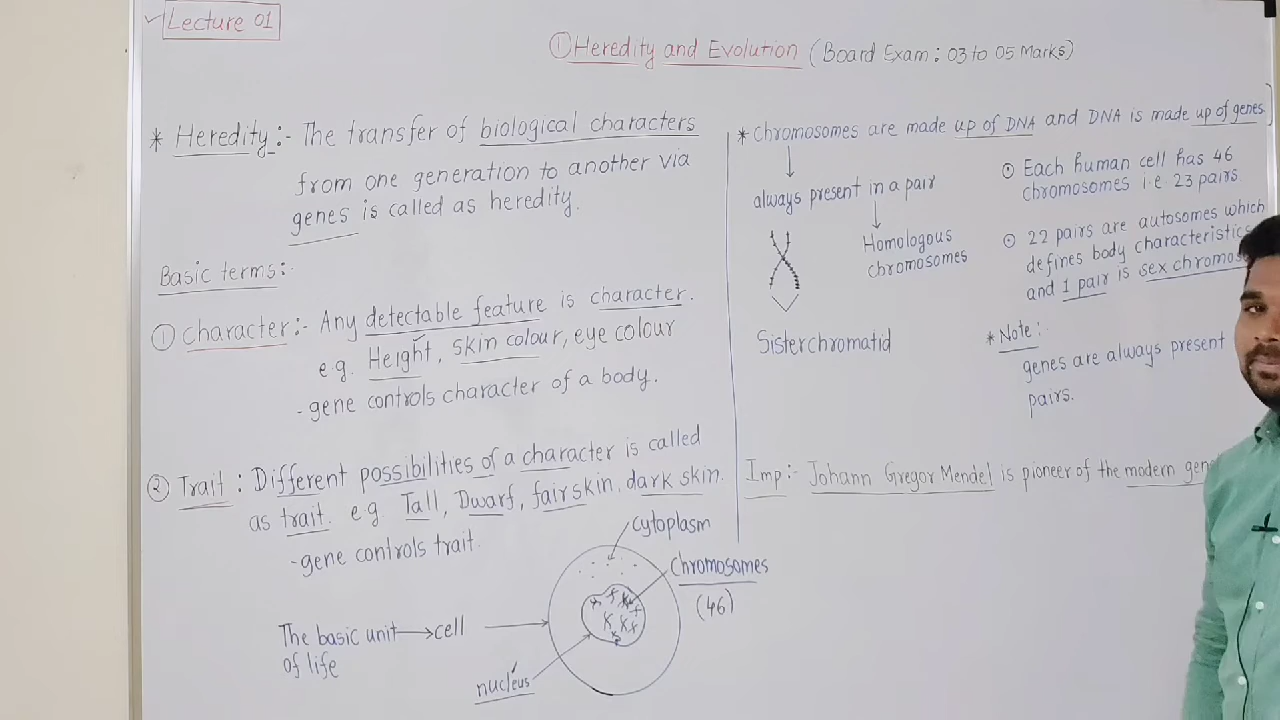 Lecture 01
① Heredity and Evolution (Board Exam: 03 to 05 Marks)
* Heredity:- The transfer of biological characters
from one generation to another via
genes is called as heredity.
Basic terms:-
① Character:- Any detectable feature is character.
e.g. Height, skin colour, eye colour
- gene controls character of a body.
② Trait: Different possibilities of a character is called
as trait. e.g Tall, Dwarf, fair skin, dark skin.
- gene controls trait.
The basic unit → cell
of life
nucleus
cytoplasm
Chromosomes
(46)
* Chromosomes are made up of DNA and DNA is made up of genes.
always present in a pair
Homologous
chromosomes
Sisterchromatid
⊙ Each human cell has 46
chromosomes i.e 23 pairs.
⊙ 22 pairs are autosomes which
defines body characteristics
and 1 pair is sex
* Note:-
genes are always present
pairs.
Imp:- Johann Gregor Mendel is pioneer of the modern